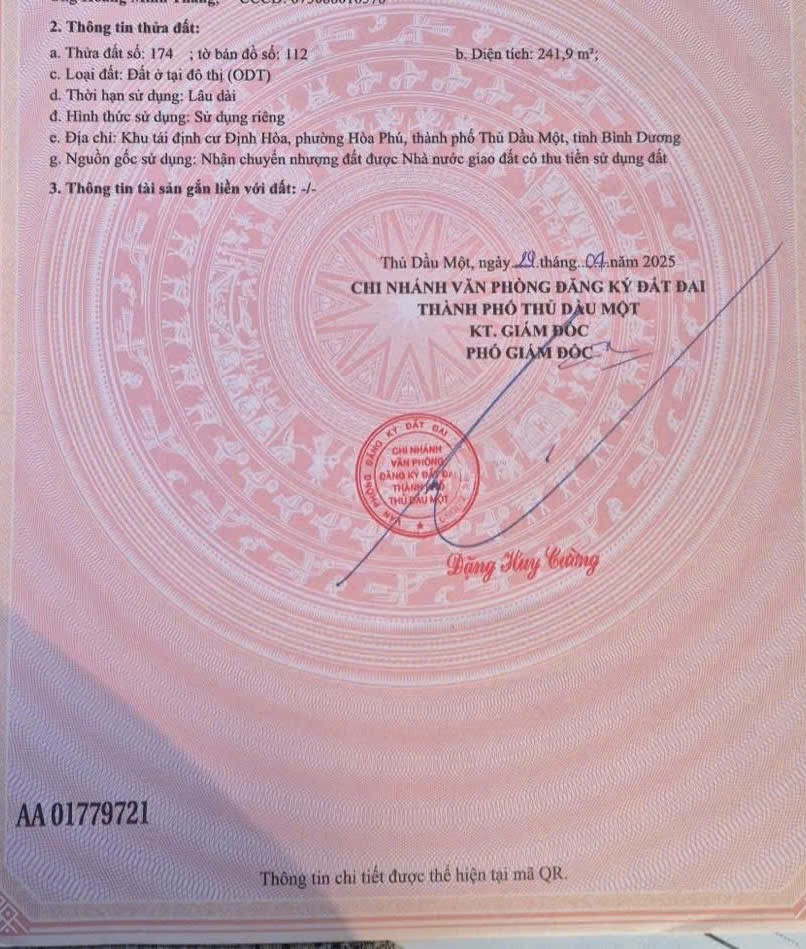 2. Thông tin thửa đất:
a. Thửa đất số: 174 ; tờ bản đồ số: 112 b. Diện tích: 241,9 m²;
c. Loại đất: Đất ở tại đô thị (ODT)
d. Thời hạn sử dụng: Lâu dài
đ. Hình thức sử dụng: Sử dụng riêng
e. Địa chỉ: Khu tái định cư Định Hòa, phường Hòa Phú, thành phố Thủ Dầu Một, tỉnh Bình Dương
g. Nguồn gốc sử dụng: Nhận chuyển nhượng đất được Nhà nước giao đất có thu tiền sử dụng đất
3. Thông tin tài sản gắn liền với đất: -/-
Thủ Dầu Một, ngày 29 tháng 04 năm 2025
CHI NHÁNH VĂN PHÒNG ĐĂNG KÝ ĐẤT ĐAI
THÀNH PHỐ THỦ DẦU MỘT
KT. GIÁM ĐỐC
PHÓ GIÁM ĐỐC
VĂN PHÒNG ĐĂNG KÝ ĐẤT ĐAI
CHI NHÁNH
VĂN PHÒNG
ĐĂNG KÝ ĐẤT ĐAI
THÀNH PHỐ
THỦ DẦU MỘT
Đặng Huy Cường
AA 01779721
Thông tin chi tiết được thể hiện tại mã QR.